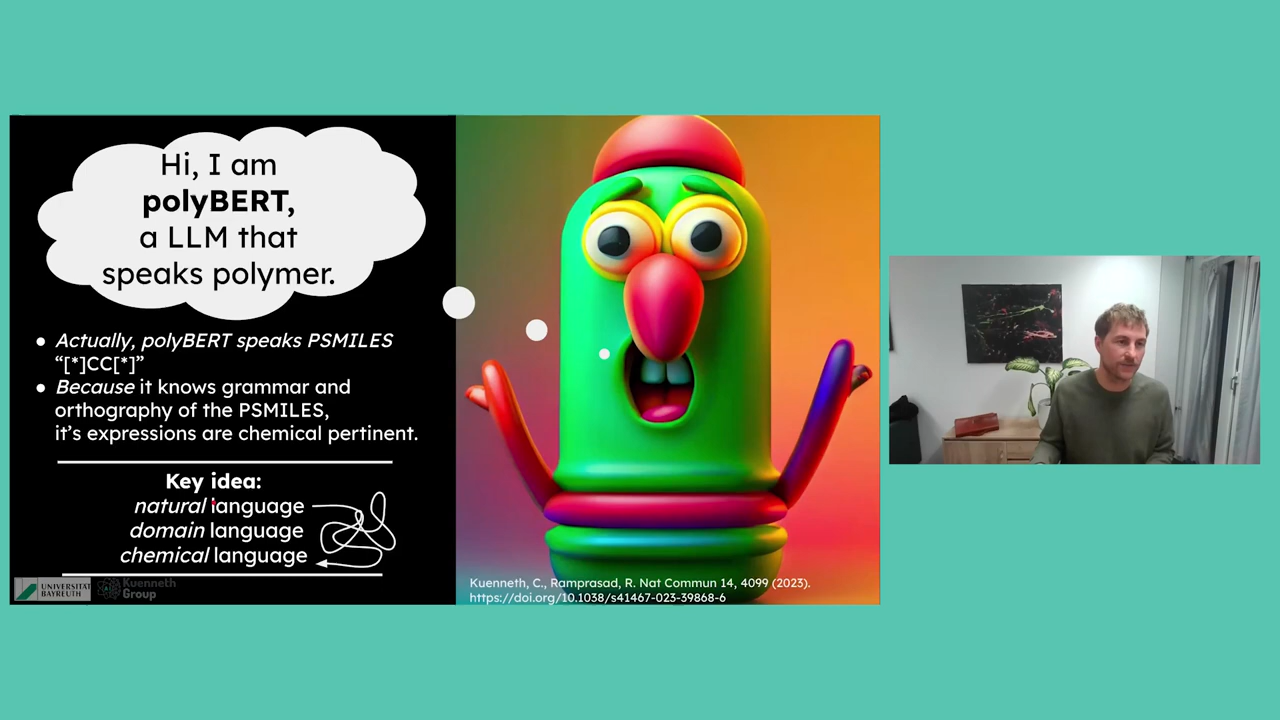 Hi, I am
polyBERT,
a LLM that
speaks polymer.
● Actually, polyBERT speaks PSMILES
“[*]CC[*]”
● Because it knows grammar and
orthography of the PSMILES,
it’s expressions are chemical pertinent.
Key idea:
natural language
domain language
chemical language
UNIVERSITÄT
BAYREUTH
Kuenneth
Group
Kuenneth, C., Ramprasad, R. Nat Commun 14, 4099 (2023).
https://doi.org/10.1038/s41467-023-39868-6